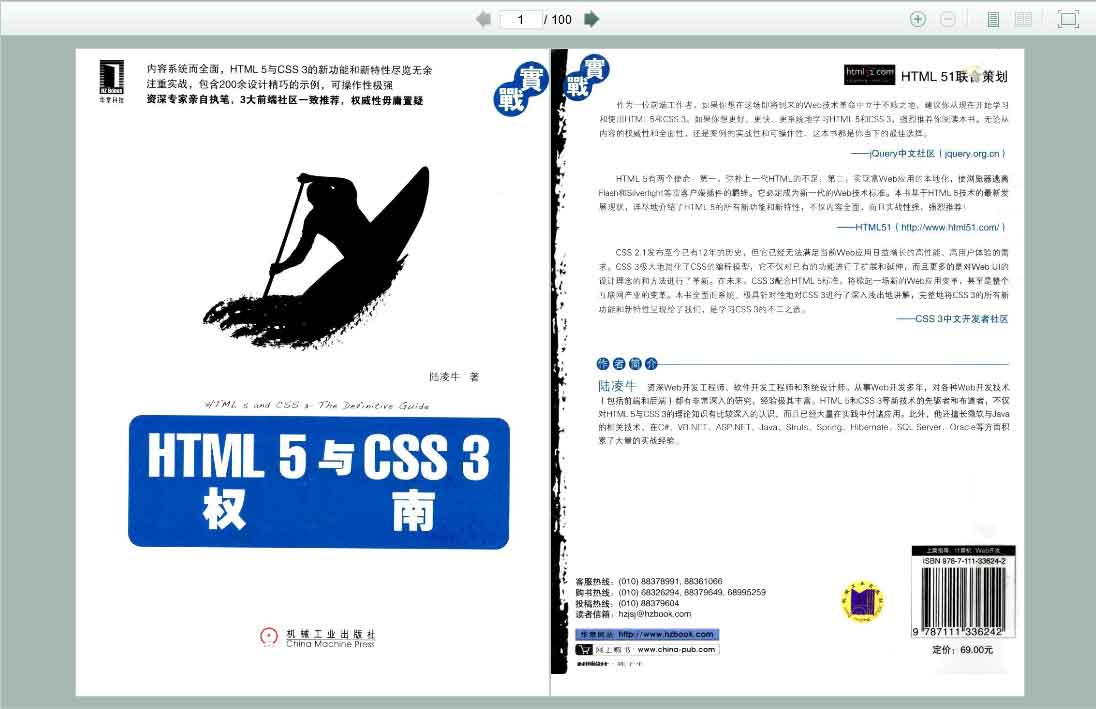 1 / 100
HZ BOOKS
华章科技
内容系统而全面，HTML 5与CSS 3的新功能和新特性尽览无余
注重实战，包含200余条设计精巧的示例，可操作性极强
资深专家亲自执笔，3大前端社区一致推荐，权威性毋庸置疑
實
戰
陆凌牛 著
HTML 5 and CSS 3 The Definitive Guide
HTML 5 与 CSS 3
权 南
机械工业出版社
China Machine Press
實
戰
html51.com HTML 51联合策划
作为一位前端工作者，如果你想在这场即将到来的Web技术革命中立于不败之地，建议你从现在开始学习
和使用HTML 5和CSS 3。如果你想更好、更快、更系统地学习HTML 5和CSS 3，强烈推荐你阅读本书。无论从
内容的权威性和全面性，还是案例的实战性和可操作性，这本书都是你当下的最佳选择。
——jQuery中文社区（jquery.org.cn）
HTML 5有两个使命：第一，弥补上一代HTML的不足；第二，实现富Web应用的本地化，使浏览器逃离
Flash和Silverlight等富客户端插件的羁绊。它必定成为新一代的Web技术标准。本书基于HTML 5技术的最新发
展现状，详尽地介绍了HTML 5的所有新功能和新特性，不仅内容全面，而且实战性强，强烈推荐！
——HTML51（http://www.html51.com/）
CSS 2.1发布至今已有12年的历史，但它已经无法满足当前Web应用日益增长的高性能、高用户体验的需
求。CSS 3极大地简化了CSS的编程模型，它不仅对已有的功能进行了扩展和延伸，而且更多的是对Web UI的
设计理念的和方法进行了革新。在未来，CSS 3配合HTML 5标准，将掀起一场新的Web应用变革，甚至是整个
互联网产业的变革。本书全面而系统、极具针对性地对CSS 3进行了深入浅出地讲解，完整地将CSS 3的所有新
功能和新特性呈现给了我们，是学习CSS 3的不二之选。
——CSS 3中文开发者社区
作者简介
陆凌牛 资深Web开发工程师、软件开发工程师和系统设计师。从事Web开发多年，对各种Web开发技术
（包括前端和后端）都有非常深入的研究，经验极其丰富。HTML 5和CSS 3等新技术的先驱者和布道者，不仅
对HTML 5与CSS 3的理论知识有比较深入的认识，而且已经大量在实践中付诸应用。此外，他还擅长微软与Java
的相关技术，在C#、VB.NET、ASP.NET、Java、Struts、Spring、Hibernate、SQL Server、Oracle等方面积
累了大量的实战经验。
客服热线：(010) 88378991, 88361066
购书热线：(010) 68326294, 88379649, 68995259
投稿热线：(010) 88379604
读者信箱：hzjsj@hzbook.com
华章网站 http://www.hzbook.com
网上购书：www.china-pub.com
上架指导：计算机/Web开发
ISBN 978-7-111-33624-2
9 787111 336242
定价：69.00元